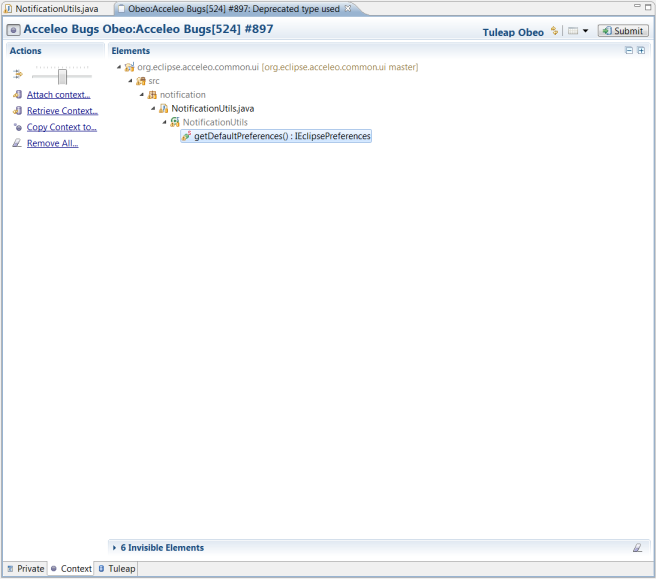 NotificationUtils.java
Obeo:Acceleo Bugs[524] #897: Deprecated type used
Acceleo Bugs Obeo:Acceleo Bugs[524] #897
Tuleap Obeo
Submit
Actions
Attach context...
Retrieve Context...
Copy Context to...
Remove All...
Elements
org.eclipse.acceleo.common.ui [org.eclipse.acceleo.common.ui master]
src
notification
NotificationUtils.java
NotificationUtils
getDefaultPreferences() : IEclipsePreferences
6 Invisible Elements
Private
Context
Tuleap